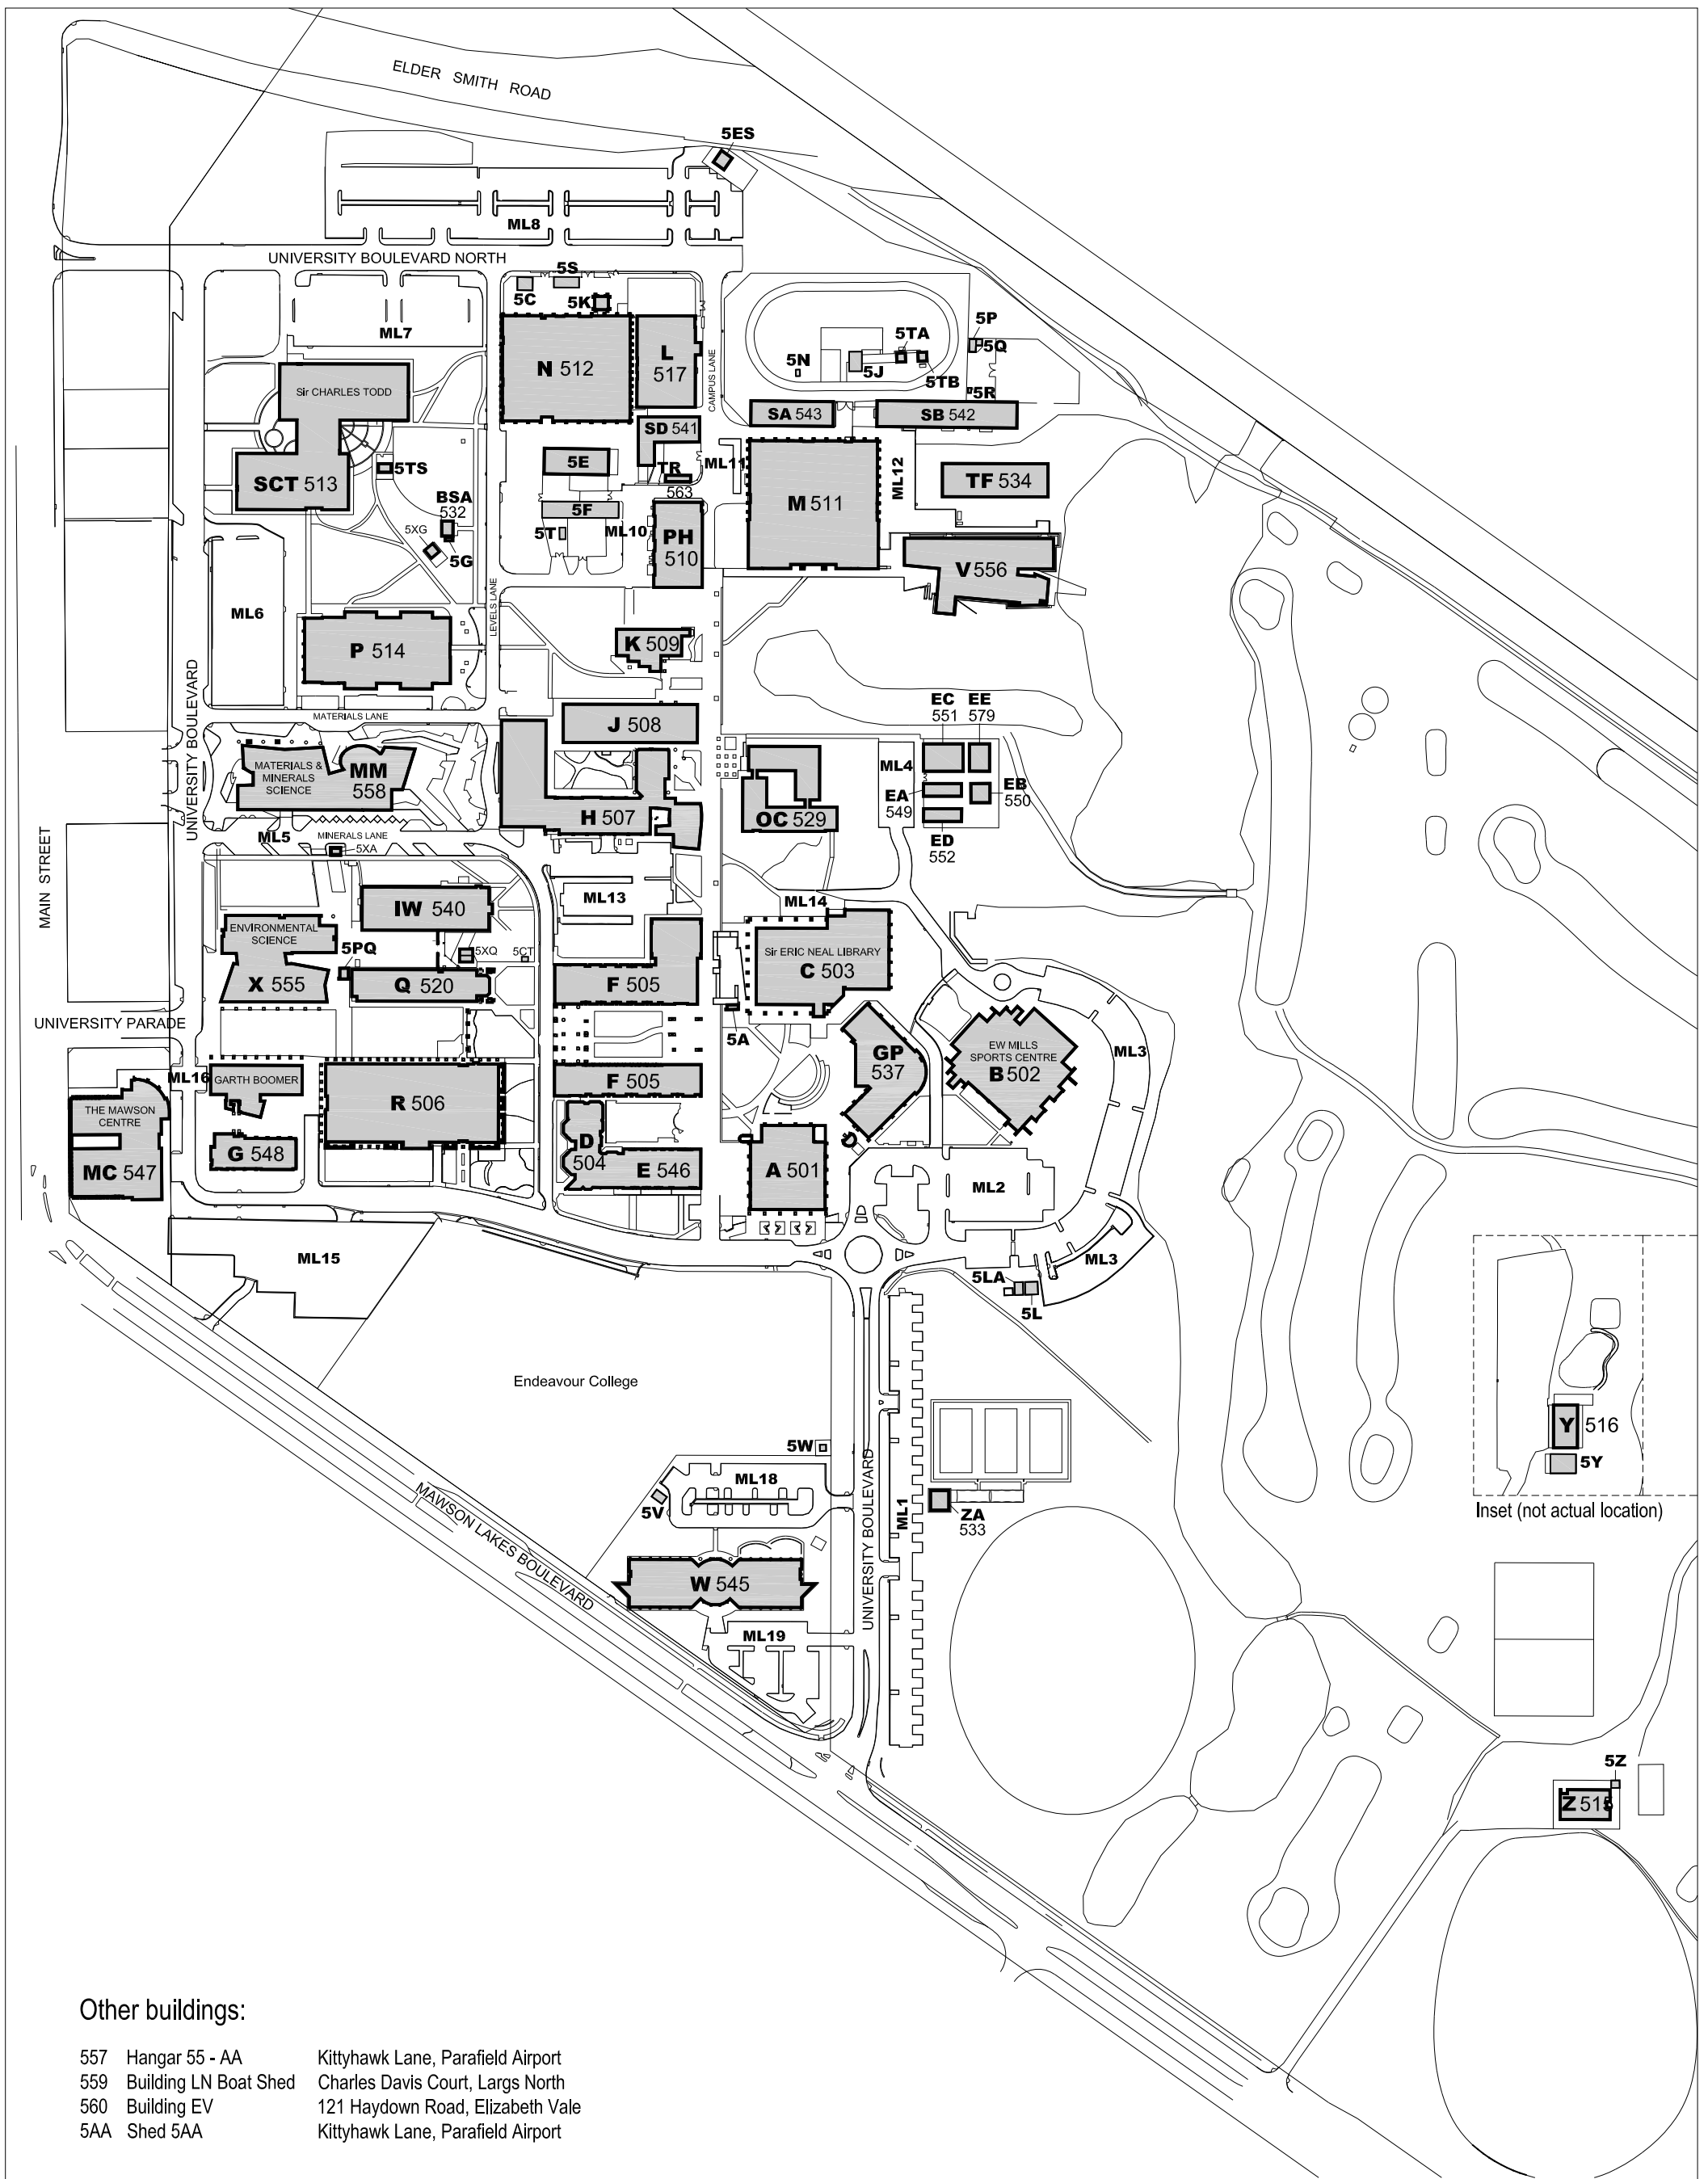 ELDER SMITH ROAD
5ES
ML8
UNIVERSITY BOULEVARD NORTH
5S
5C
5K
ML7
N 512
L
517
CAMPUS LANE
5P
5Q
5TA
5N
5J
5TB
5R
Sir CHARLES TODD
SCT 513
5TS
SA 543
SB 542
SD 541
5E
TR
563
ML11
M 511
ML12
TF 534
BSA
532
5XG
5G
5F
5T
ML10
PH
510
V 556
ML6
LEVELS LANE
P 514
K 509
UNIVERSITY BOULEVARD
MATERIALS LANE
J 508
EC
551
EE
579
MATERIALS &
MINERALS
SCIENCE
MM
558
ML4
EA
549
EB
550
H 507
OC 529
ED
552
ML5
MINERALS LANE
5XA
MAIN STREET
IW 540
ML13
ML14
ENVIRONMENTAL
SCIENCE
5PQ
5XQ
5CT
X 555
Q 520
F 505
Sir ERIC NEAL LIBRARY
C 503
UNIVERSITY PARADE
5A
GP
537
EW MILLS
SPORTS CENTRE
B 502
ML3
ML16
GARTH BOOMER
R 506
F 505
THE MAWSON
CENTRE
MC 547
G 548
D
504
E 546
A 501
ML2
ML15
ML3
5LA
5L
Endeavour College
Y 516
5Y
Inset (not actual location)
5W
ML18
5V
UNIVERSITY BOULEVARD
ML1
ZA
533
MAWSON LAKES BOULEVARD
W 545
ML19
5Z
Z 515
Other buildings:
557 Hangar 55 - AA Kittyhawk Lane, Parafield Airport
559 Building LN Boat Shed Charles Davis Court, Largs North
560 Building EV 121 Haydown Road, Elizabeth Vale
5AA Shed 5AA Kittyhawk Lane, Parafield Airport